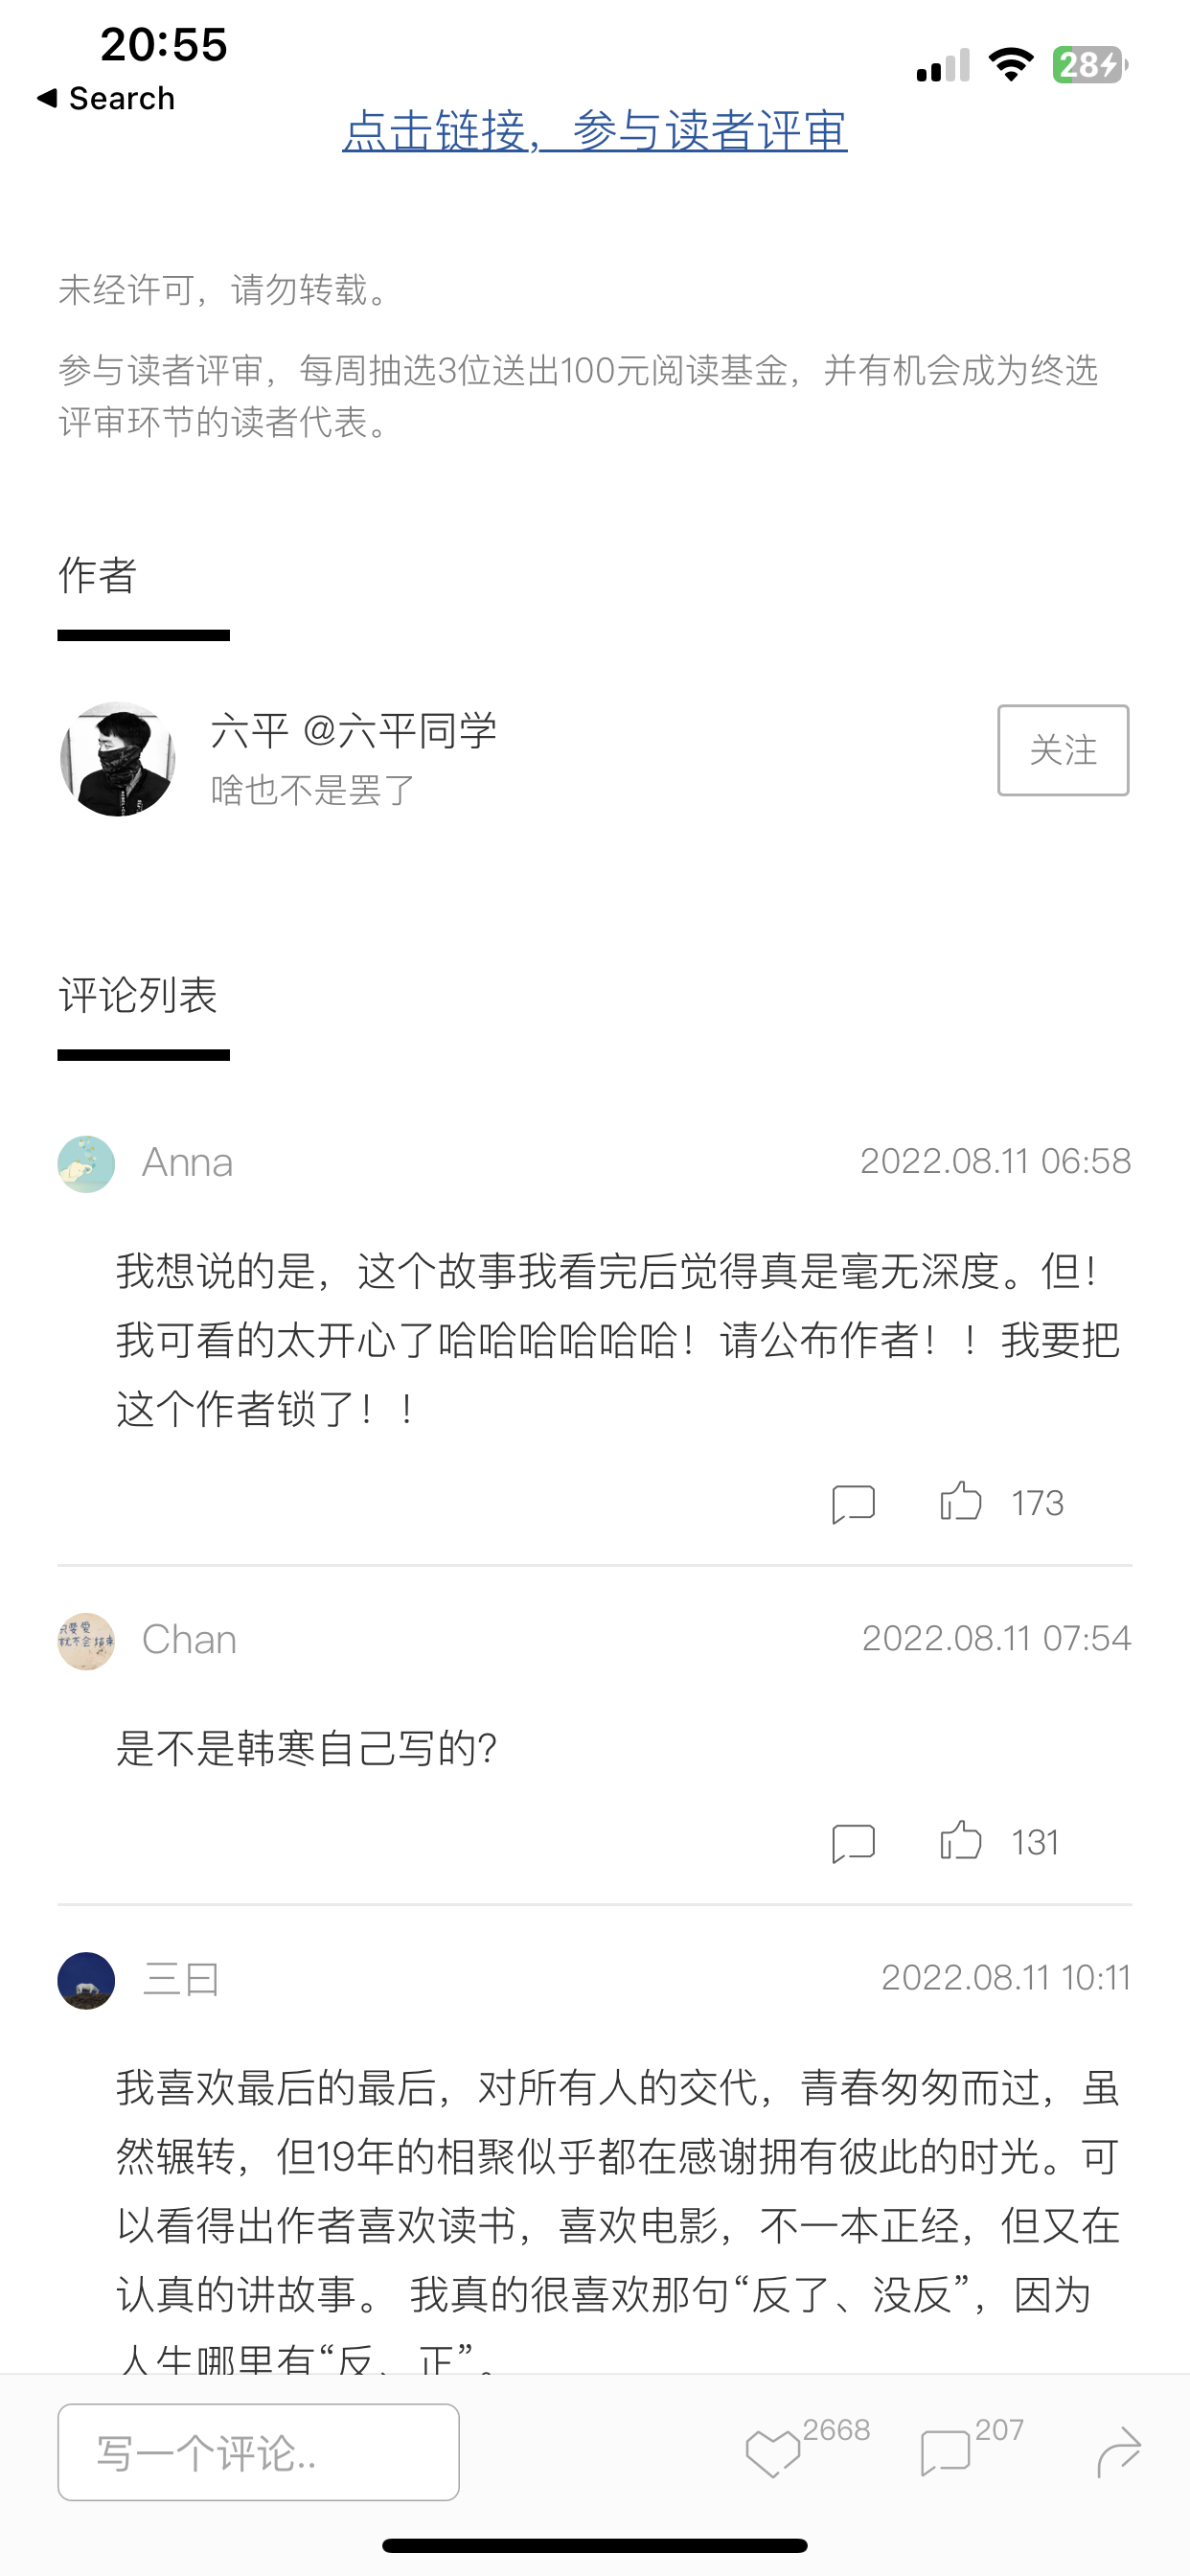 20:55
28
◀ Search
点击链接，参与读者评审
未经许可，请勿转载。
参与读者评审，每周抽选3位送出100元阅读基金，并有机会成为终选
评审环节的读者代表。
作者
六平 @六平同学
啥也不是罢了
关注
评论列表
Anna
2022.08.11 06:58
我想说的是，这个故事我看完后觉得真是毫无深度。但！
我可看的太开心了哈哈哈哈哈哈！请公布作者！！我要把
这个作者锁了！！
173
只要爱
就不会结束
Chan
2022.08.11 07:54
是不是韩寒自己写的?
131
三曰
2022.08.11 10:11
我喜欢最后的最后，对所有人的交代，青春匆匆而过，虽
然辗转，但19年的相聚似乎都在感谢拥有彼此的时光。可
以看得出作者喜欢读书，喜欢电影，不一本正经，但又在
认真的讲故事。 我真的很喜欢那句“反了、没反”，因为
人生哪里有“反、正”。
写一个评论..
2668
207